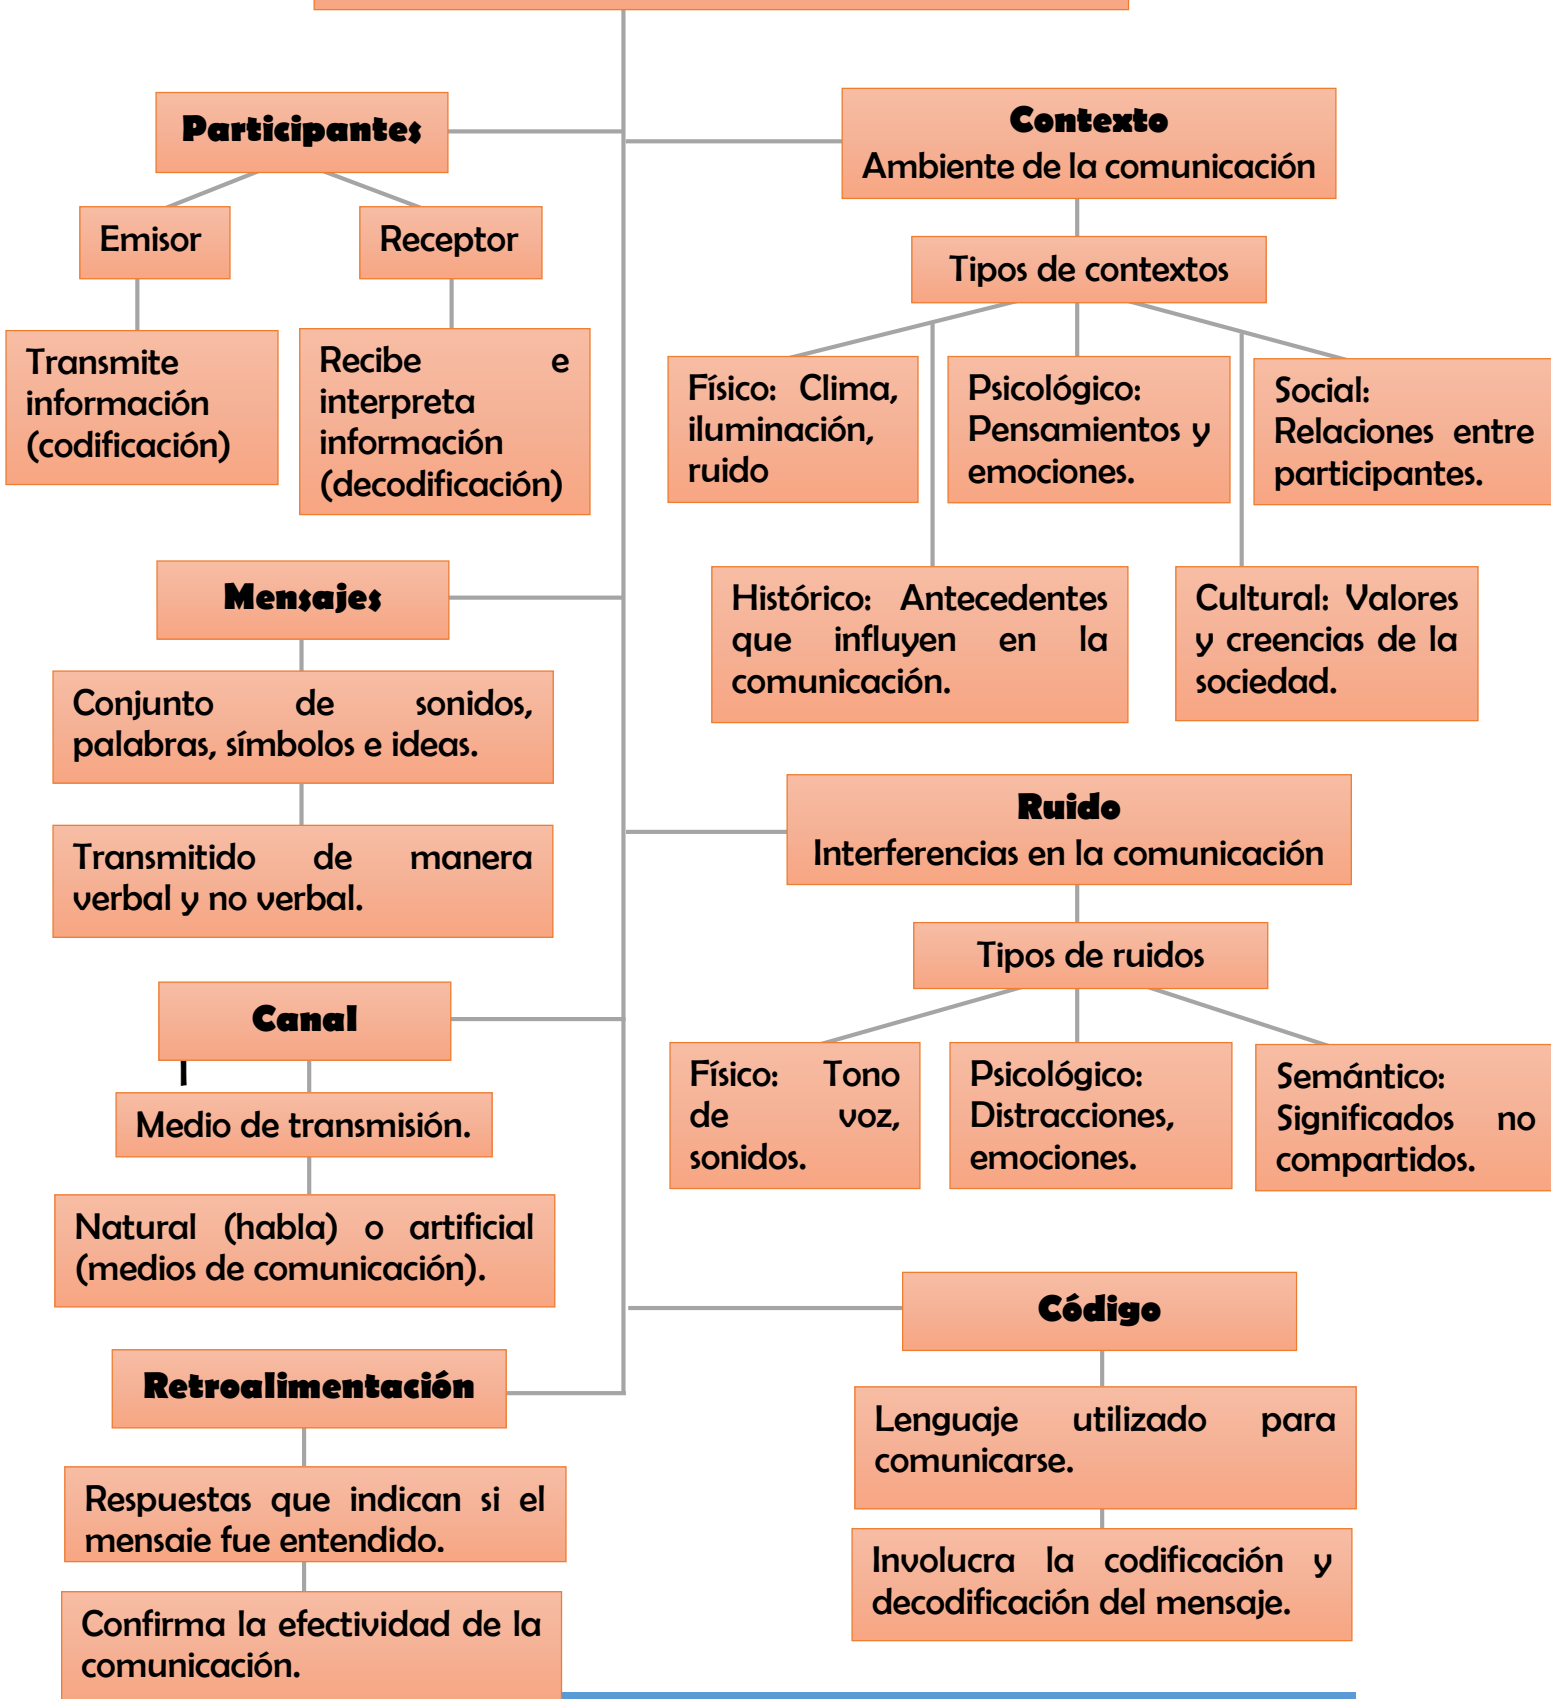 Participantes
Emisor
Receptor
Transmite
información
(codificación)
Recibe e
interpreta
información
(decodificación)
Mensajes
Conjunto de sonidos,
palabras, símbolos e ideas.
Transmitido de manera
verbal y no verbal.
Canal
Medio de transmisión.
Natural (habla) o artificial
(medios de comunicación).
Retroalimentación
Respuestas que indican si el
mensaje fue entendido.
Confirma la efectividad de la
comunicación.
Contexto
Ambiente de la comunicación
Tipos de contextos
Físico: Clima,
iluminación,
ruido
Psicológico:
Pensamientos y
emociones.
Social:
Relaciones entre
participantes.
Histórico: Antecedentes
que influyen en la
comunicación.
Cultural: Valores
y creencias de la
sociedad.
Ruido
Interferencias en la comunicación
Tipos de ruidos
Físico: Tono
de voz,
sonidos.
Psicológico:
Distracciones,
emociones.
Semántico:
Significados no
compartidos.
Código
Lenguaje utilizado para
comunicarse.
Involucra la codificación y
decodificación del mensaje.